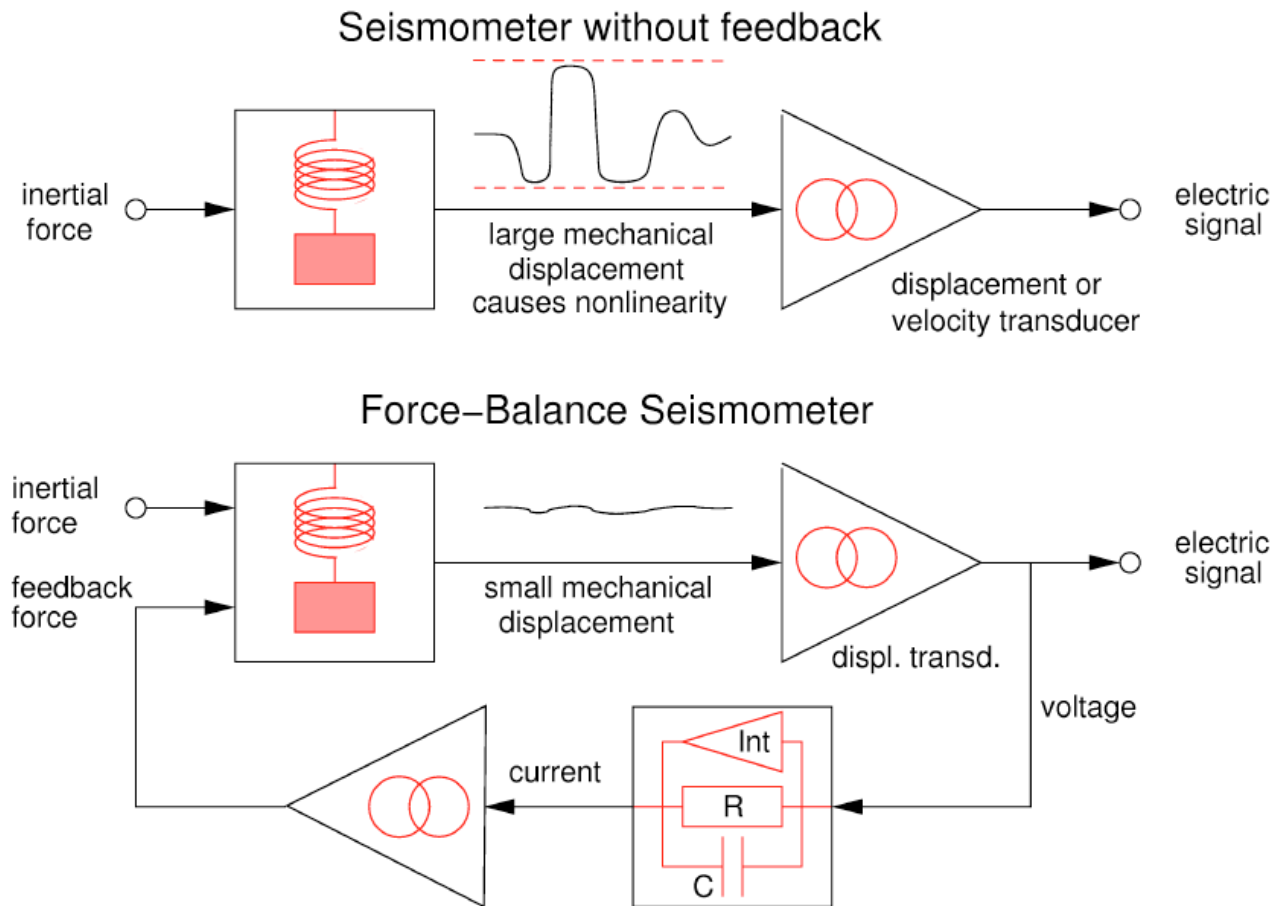 Seismometer without feedback
inertial
force
large mechanical
displacement
causes nonlinearity
displacement or
velocity transducer
electric
signal
Force−Balance Seismometer
inertial
force
feedback
force
small mechanical
displacement
displ. transd.
electric
signal
voltage
current
Int
R
C